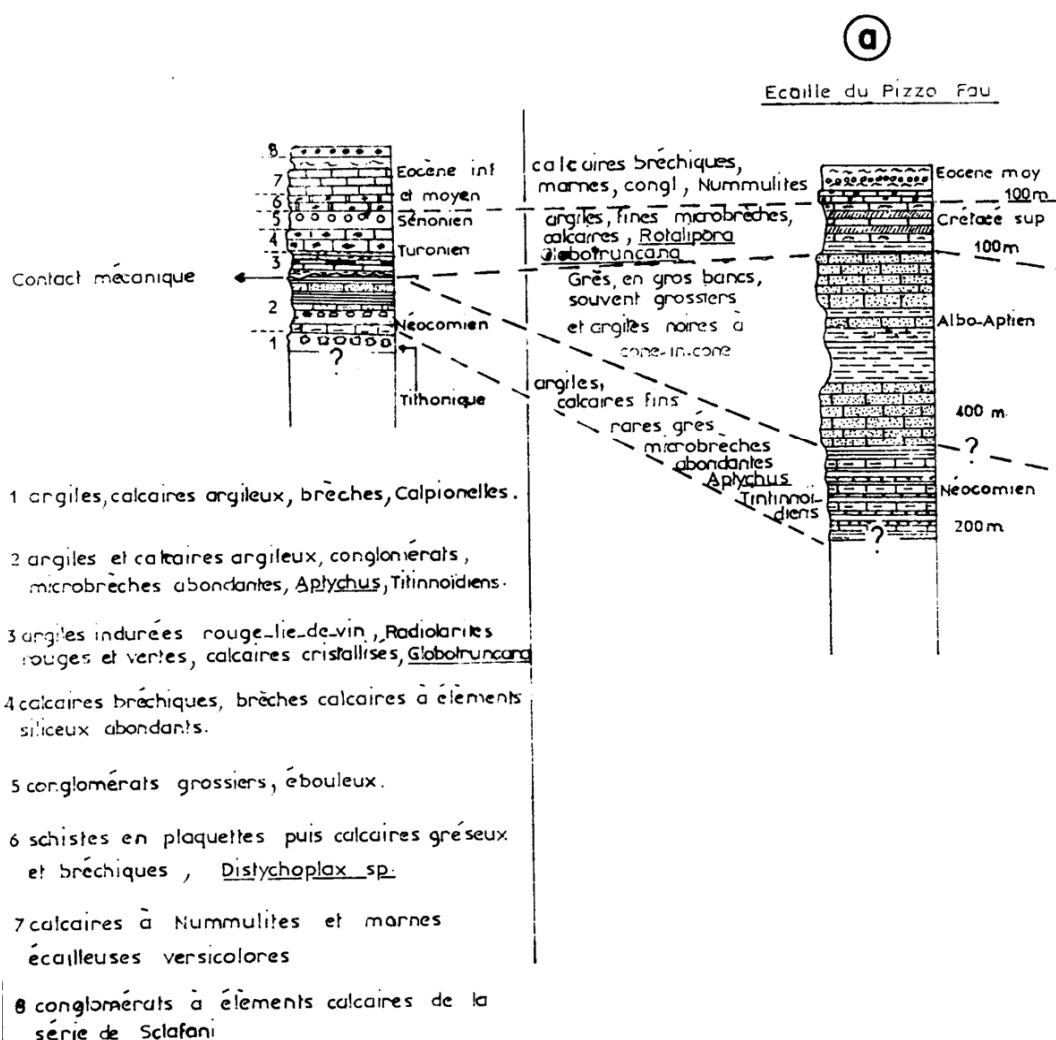 a
Ecaille du Pizzo Fau
8
7
6
5
4
3
2
1
?
Eocène inf
et moyen
Sénonien
Turonien
Néocomien
Tithonique
Contact mécanique
calcaires bréchiques,
marnes, congl, Nummulites
argiles, fines microbrèches,
calcaires, Rotalipora
Globotruncana
Grès, en gros bancs,
souvent grossiers
et argiles noires à
cone-in-cone
argiles,
calcaires fins
rares grés
microbrèches
abondantes
Aptychus
Tintinnoï-
diens
Eocene moy
100m
Crétacé sup
100m
Albo-Aptien
400 m.
?
Néocomien
200m
?
1 argiles, calcaires argileux, brèches, Calpionelles.
2 argiles et calcaires argileux, conglomérats,
microbrèches abondantes, Aptychus, Titinnoïdiens.
3 argiles indurées rouge-lie-de-vin, Radiolarites
rouges et vertes, calcaires cristallisés, Globotruncana
4 calcaires bréchiques, brèches calcaires à élèments
siliceux abondants.
5 conglomérats grossiers, ébouleux.
6 schistes en plaquettes puis calcaires gréseux
et bréchiques, Distychoplax sp.
7 calcaires à Nummulites et marnes
écailleuses versicolores
8 conglomérats à élèments calcaires de la
série de Sclafani